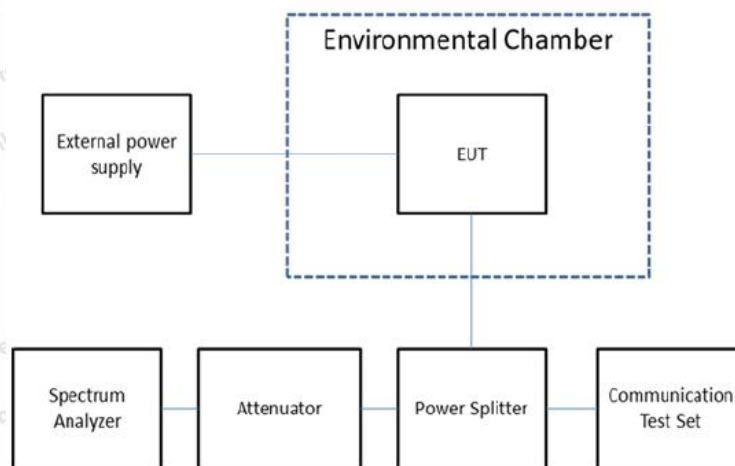 Environmental Chamber
External power
supply
EUT
Spectrum
Analyzer
Attenuator
Power Splitter
Communication
Test Set